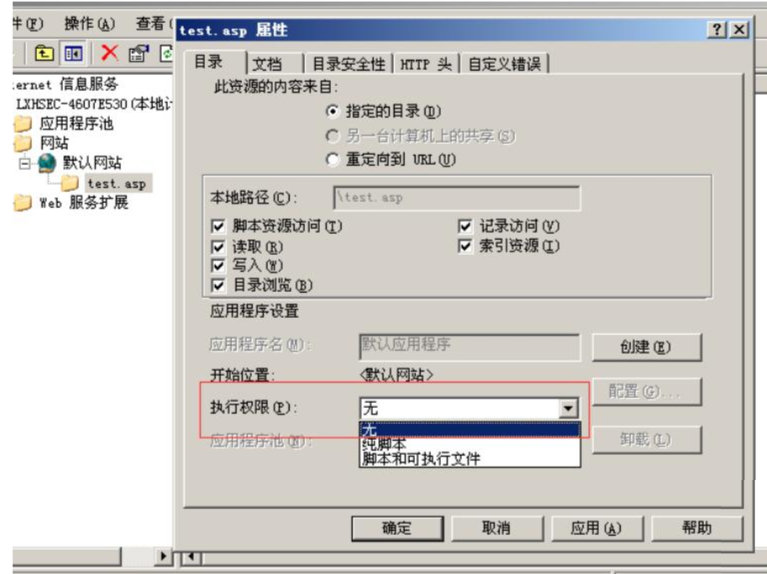 件(F) 操作(A) 查看(
test.asp 属性
ernet 信息服务
LXHSEC-4607E530(本地计
应用程序池
网站
默认网站
test.asp
Web 服务扩展
目录 文档 目录安全性 HTTP 头 自定义错误
此资源的内容来自:
指定的目录(D)
另一台计算机上的共享(S)
重定向到 URL(U)
本地路径(C): \test.asp
脚本资源访问(T) 记录访问(V)
读取(R) 索引资源(I)
写入(W)
目录浏览(B)
应用程序设置
应用程序名(M): 默认应用程序 创建(E)
开始位置: <默认网站>
配置(G)...
执行权限(P): 无
无
应用程序池(N): 纯脚本 卸载(L)
脚本和可执行文件
确定 取消 应用(A) 帮助